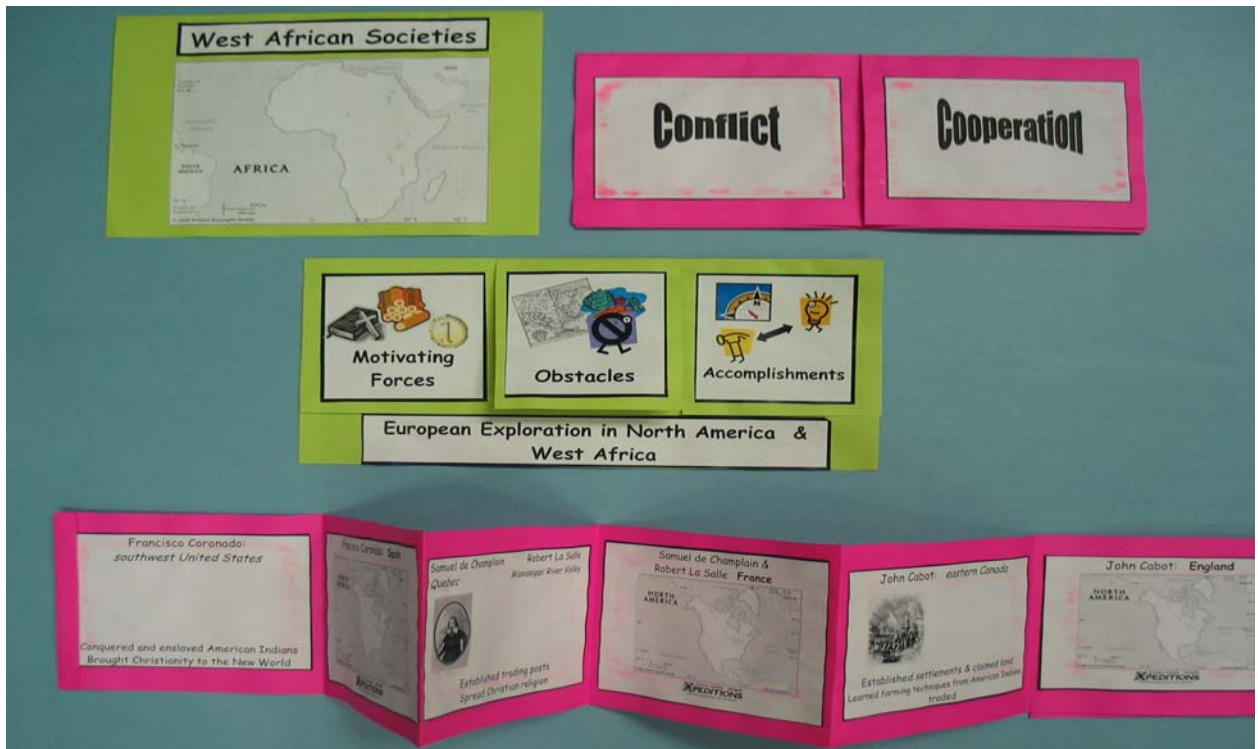 West African Societies
AFRICA
Conflict
Cooperation
Motivating
Forces
Obstacles
Accomplishments
European Exploration in North America &
West Africa
Francisco Coronado:
southwest United States
Conquered and enslaved American Indians
Brought Christianity to the New World
Coronado: Spain
XPEDITIONS
Samuel de Champlain
Quebec
Robert La Salle
Mississippi River Valley
Established trading posts
Spread Christian religion
Samuel de Champlain &
Robert La Salle France
NORTH
AMERICA
XPEDITIONS
John Cabot: eastern Canada
Established settlements & claimed land
Learned farming techniques from American Indians
traded
John Cabot: England
NORTH
AMERICA
XPEDITIONS